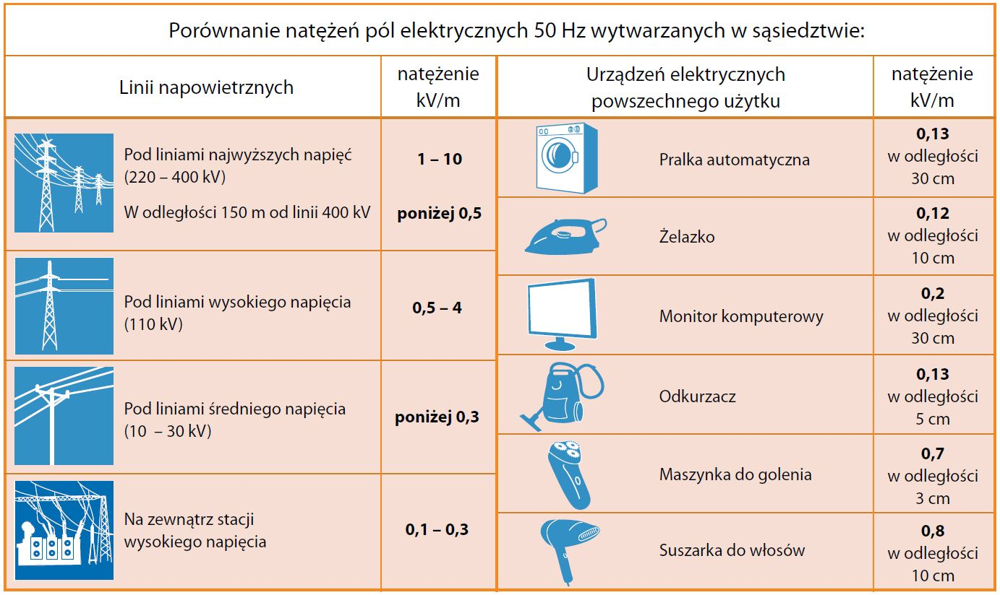 Porównanie natężeń pól elektrycznych 50 Hz wytwarzanych w sąsiedztwie:
Linii napowietrznych
natężenie
kV/m
Urządzeń elektrycznych
powszechnego użytku
natężenie
kV/m
Pod liniami najwyższych napięć
(220 – 400 kV)
1 – 10
W odległości 150 m od linii 400 kV
poniżej 0,5
Pod liniami wysokiego napięcia
(110 kV)
0,5 – 4
Pod liniami średniego napięcia
(10 – 30 kV)
poniżej 0,3
Na zewnątrz stacji
wysokiego napięcia
0,1 – 0,3
Pralka automatyczna
0,13
w odległości
30 cm
Żelazko
0,12
w odległości
10 cm
Monitor komputerowy
0,2
w odległości
30 cm
Odkurzacz
0,13
w odległości
5 cm
Maszynka do golenia
0,7
w odległości
3 cm
Suszarka do włosów
0,8
w odległości
10 cm